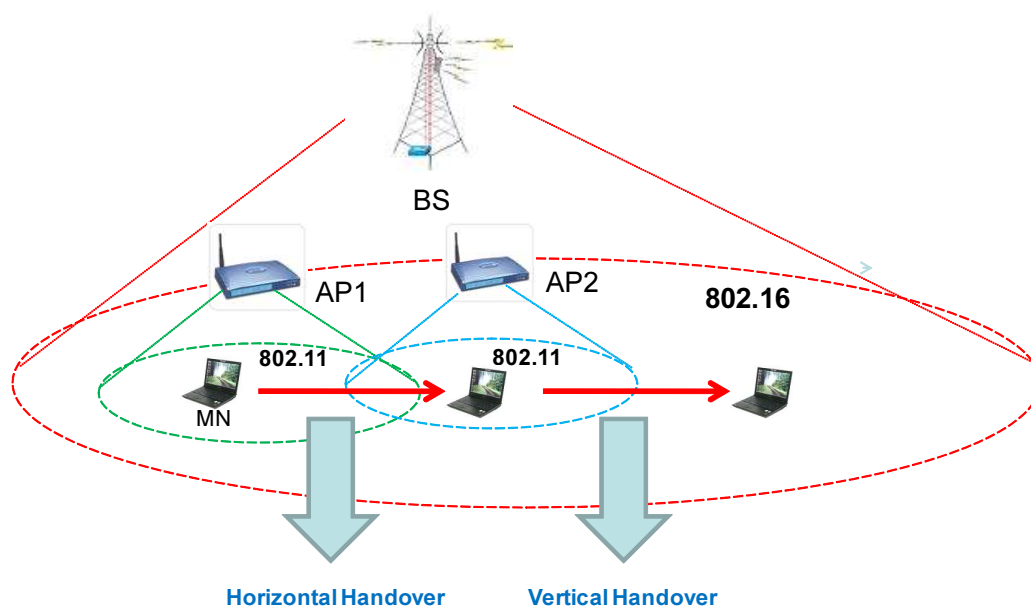 BS
AP1
AP2
802.16
802.11
802.11
MN
Horizontal Handover
Vertical Handover